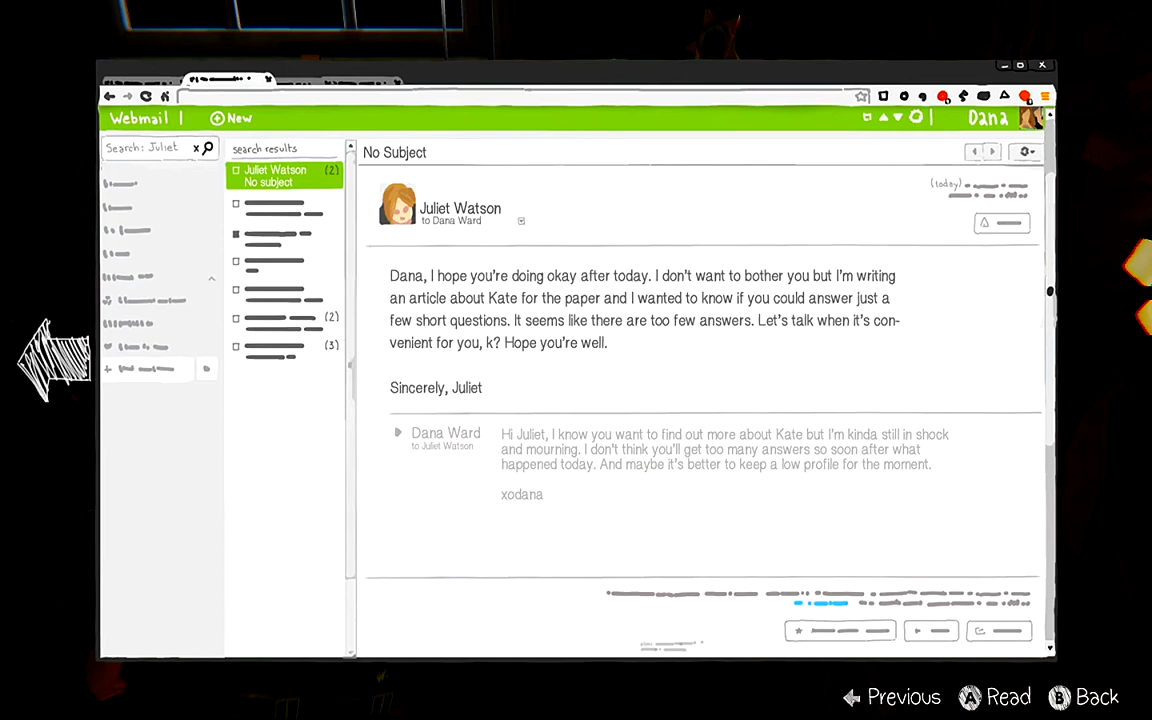 Webmail |
New
Dana
Search: Juliet x
search results
Juliet Watson (2)
No subject
(2)
(3)
No Subject
(today)
Juliet Watson
to Dana Ward
Dana, I hope you're doing okay after today. I don't want to bother you but I'm writing
an article about Kate for the paper and I wanted to know if you could answer just a
few short questions. It seems like there are too few answers. Let's talk when it's con-
venient for you, k? Hope you're well.
Sincerely, Juliet
Dana Ward
to Juliet Watson
Hi Juliet, I know you want to find out more about Kate but I'm kinda still in shock
and mourning. I don't think you'll get too many answers so soon after what
happened today. And maybe it's better to keep a low profile for the moment.
xodana
Previous A Read B Back